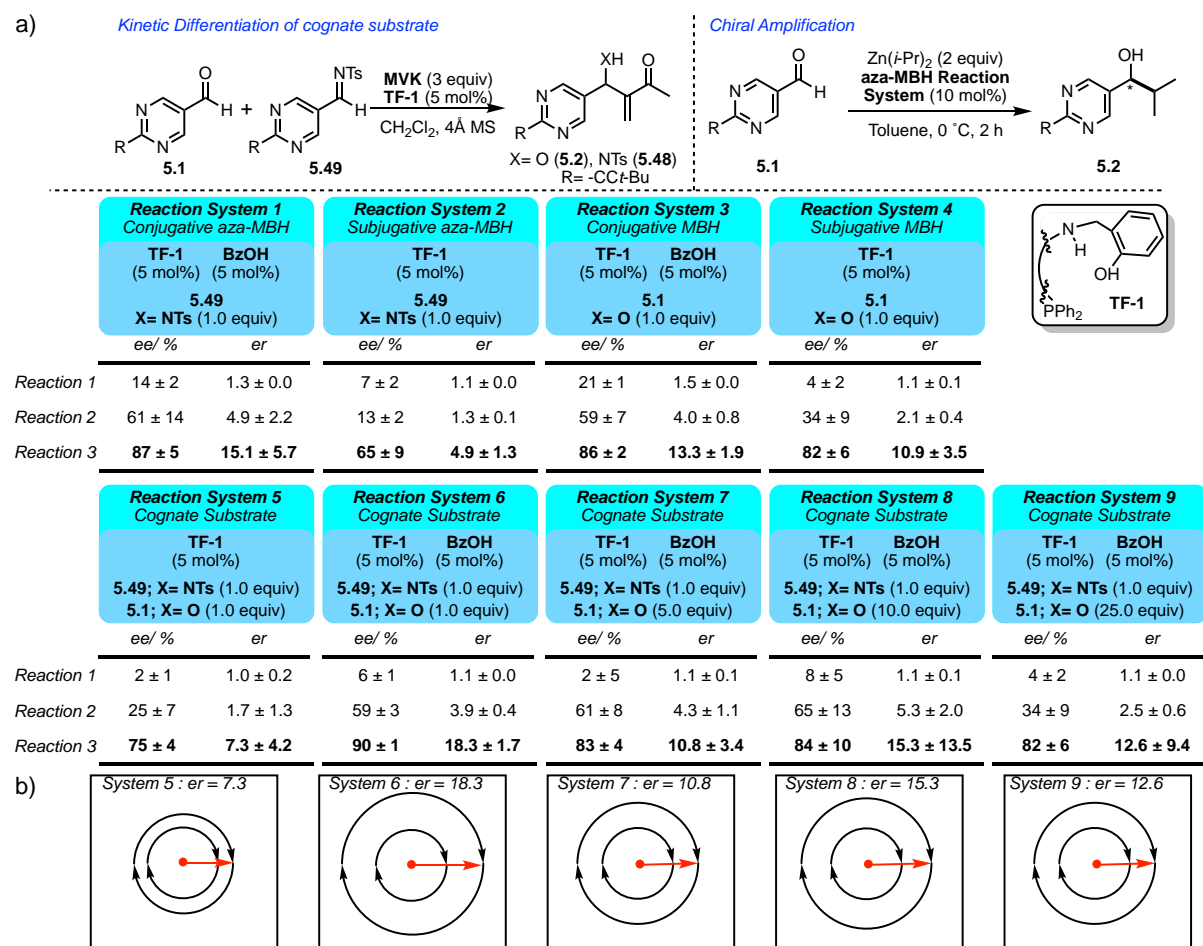 a)
Kinetic Differentiation of cognate substrate
Chiral Amplification
O
H
N
N
R
5.1
+
NTs
H
N
N
R
5.49
MVK (3 equiv)
TF-1 (5 mol%)
CH2Cl2, 4Å MS
XH O
N
N
R
X= O (5.2), NTs (5.48)
R= -CCt-Bu
O
H
N
N
R
5.1
Zn(i-Pr)2 (2 equiv)
aza-MBH Reaction
System (10 mol%)
Toluene, 0 ˚C, 2 h
OH
*
N
N
R
5.2
Reaction System 1
Conjugative aza-MBH
TF-1 BzOH
(5 mol%) (5 mol%)
5.49
X= NTs (1.0 equiv)
Reaction System 2
Subjugative aza-MBH
TF-1
(5 mol%)
5.49
X= NTs (1.0 equiv)
Reaction System 3
Conjugative MBH
TF-1 BzOH
(5 mol%) (5 mol%)
5.1
X= O (1.0 equiv)
Reaction System 4
Subjugative MBH
TF-1
(5 mol%)
5.1
X= O (1.0 equiv)
N
H
OH
PPh2
TF-1
ee/ % er ee/ % er ee/ % er ee/ % er
Reaction 1 14 ± 2 1.3 ± 0.0 7 ± 2 1.1 ± 0.0 21 ± 1 1.5 ± 0.0 4 ± 2 1.1 ± 0.1
Reaction 2 61 ± 14 4.9 ± 2.2 13 ± 2 1.3 ± 0.1 59 ± 7 4.0 ± 0.8 34 ± 9 2.1 ± 0.4
Reaction 3 87 ± 5 15.1 ± 5.7 65 ± 9 4.9 ± 1.3 86 ± 2 13.3 ± 1.9 82 ± 6 10.9 ± 3.5
Reaction System 5
Cognate Substrate
TF-1
(5 mol%)
5.49; X= NTs (1.0 equiv)
5.1; X= O (1.0 equiv)
Reaction System 6
Cognate Substrate
TF-1 BzOH
(5 mol%) (5 mol%)
5.49; X= NTs (1.0 equiv)
5.1; X= O (1.0 equiv)
Reaction System 7
Cognate Substrate
TF-1 BzOH
(5 mol%) (5 mol%)
5.49; X= NTs (1.0 equiv)
5.1; X= O (5.0 equiv)
Reaction System 8
Cognate Substrate
TF-1 BzOH
(5 mol%) (5 mol%)
5.49; X= NTs (1.0 equiv)
5.1; X= O (10.0 equiv)
Reaction System 9
Cognate Substrate
TF-1 BzOH
(5 mol%) (5 mol%)
5.49; X= NTs (1.0 equiv)
5.1; X= O (25.0 equiv)
ee/ % er ee/ % er ee/ % er ee/ % er ee/ % er
Reaction 1 2 ± 1 1.0 ± 0.2 6 ± 1 1.1 ± 0.0 2 ± 5 1.1 ± 0.1 8 ± 5 1.1 ± 0.1 4 ± 2 1.1 ± 0.0
Reaction 2 25 ± 7 1.7 ± 1.3 59 ± 3 3.9 ± 0.4 61 ± 8 4.3 ± 1.1 65 ± 13 5.3 ± 2.0 34 ± 9 2.5 ± 0.6
Reaction 3 75 ± 4 7.3 ± 4.2 90 ± 1 18.3 ± 1.7 83 ± 4 10.8 ± 3.4 84 ± 10 15.3 ± 13.5 82 ± 6 12.6 ± 9.4
b)
System 5 : er = 7.3
System 6 : er = 18.3
System 7 : er = 10.8
System 8 : er = 15.3
System 9 : er = 12.6